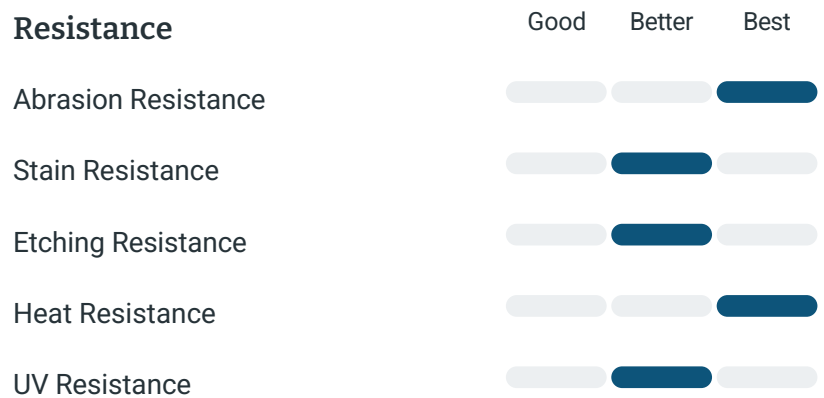 Resistance Good Better Best
Abrasion Resistance
Stain Resistance
Etching Resistance
Heat Resistance
UV Resistance